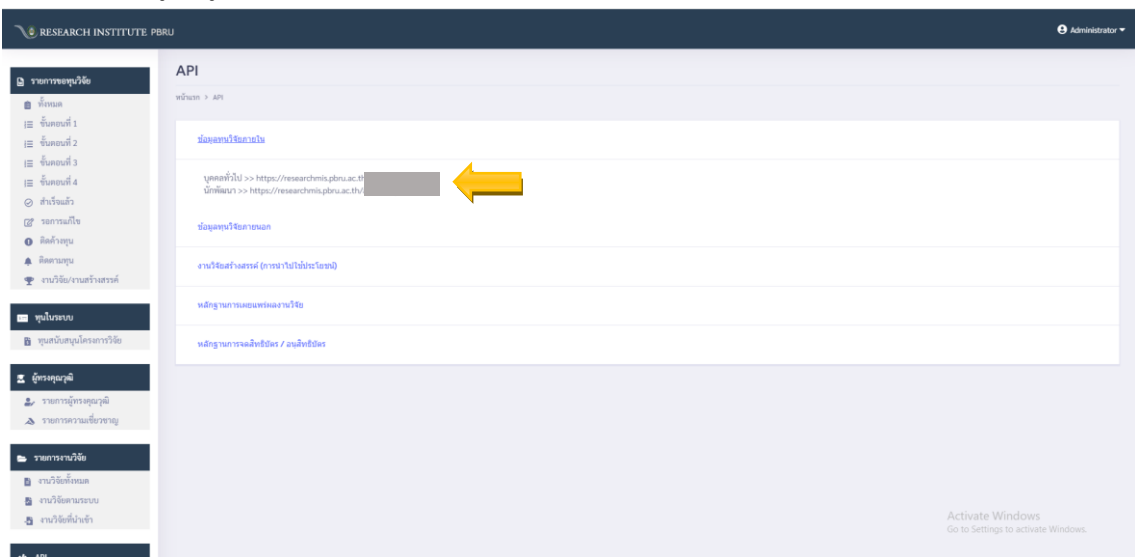 RESEARCH INSTITUTE PBRU
Administrator
รายการขอทุนวิจัย
ทั้งหมด
ขั้นตอนที่ 1
ขั้นตอนที่ 2
ขั้นตอนที่ 3
ขั้นตอนที่ 4
สำเร็จแล้ว
รอการแก้ไข
ติดค้างทุน
ติดตามทุน
งานวิจัย/งานสร้างสรรค์
ทุนในระบบ
ทุนสนับสนุนโครงการวิจัย
ผู้ทรงคุณวุฒิ
รายการผู้ทรงคุณวุฒิ
รายการความเชี่ยวชาญ
รายการงานวิจัย
งานวิจัยทั้งหมด
งานวิจัยตามระบบ
งานวิจัยที่นำเข้า
API
API
หน้าแรก > API
ข้อมูลทุนวิจัยภายใน
บุคคลทั่วไป >> https://researchmis.pbru.ac.th
นักพัฒนา >> https://researchmis.pbru.ac.th/
ข้อมูลทุนวิจัยภายนอก
งานวิจัยสร้างสรรค์ (การนำไปใช้ประโยชน์)
หลักฐานการเผยแพร่ผลงานวิจัย
หลักฐานการจดสิทธิบัตร / อนุสิทธิบัตร
Activate Windows
Go to Settings to activate Windows.